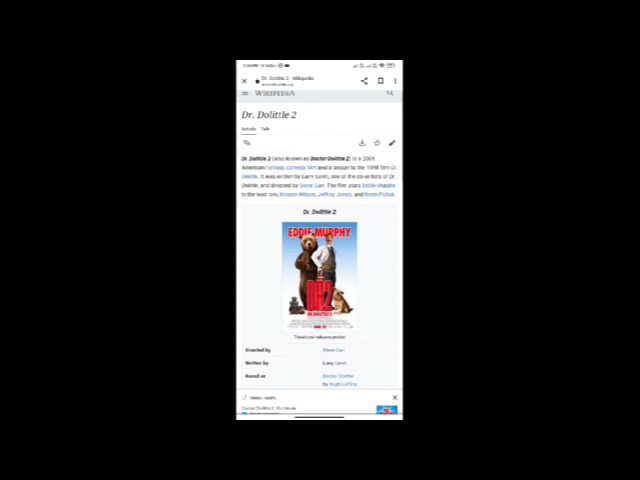 Dr. Dolittle 2 - Wikipedia
WIKIPEDIA
Dr. Dolittle 2
Article Talk
Dr. Dolittle 2 (also known as Doctor Dolittle 2) is a 2001
American fantasy comedy film and a sequel to the 1998 film Dr.
Dolittle. It was written by Larry Levin, one of the co-writers of Dr.
Dolittle, and directed by Steve Carr. The film stars Eddie Murphy
in the lead role, Kristen Wilson, Jeffrey Jones, and Kevin Pollak.
Dr. Dolittle 2
EDDIE MURPHY
DR2
DR. DOLITTLE 2
Theatrical release poster
Directed by Steve Carr
Written by Larry Levin
Based on Doctor Dolittle
by Hugh Lofting